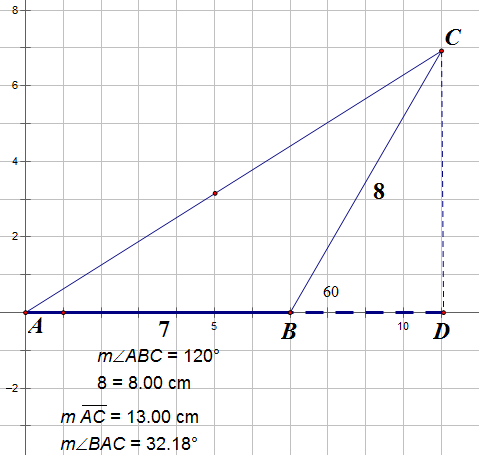 8
C
6
4
8
2
60
A
7
5
B
10
D
m∠ABC = 120°
8 = 8.00 cm
−2
m A͞C͞ = 13.00 cm
m∠BAC = 32.18°